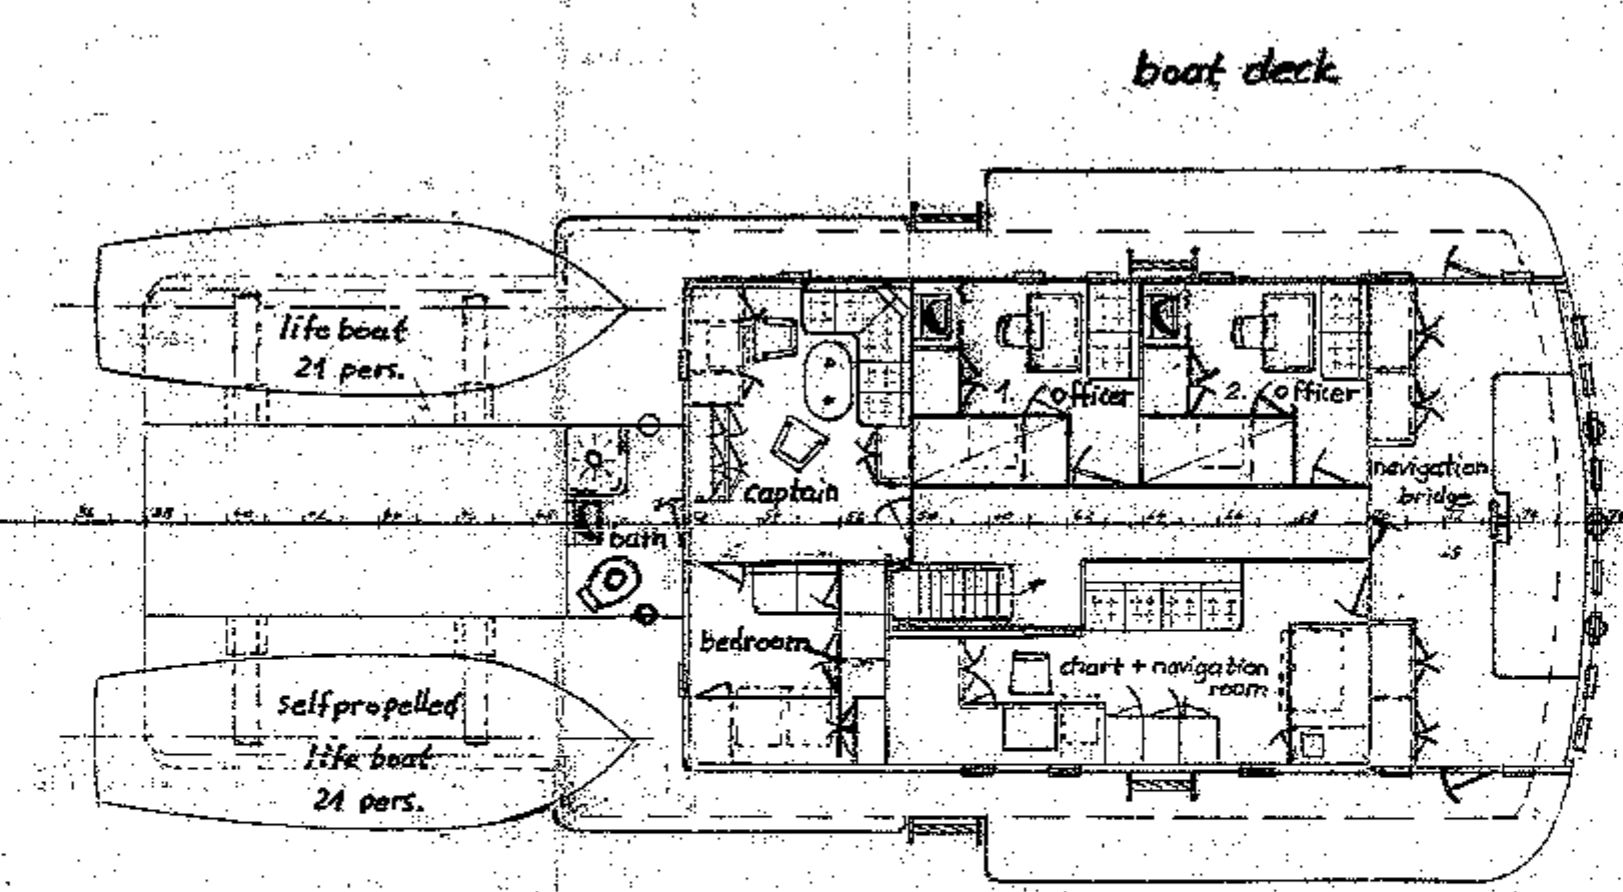 boat deck
life boat
21 pers.
1. officer
2. officer
captain
navigation
bridge
bath
bedroom
chart + navigation
room
selfpropelled
life boat
21 pers.